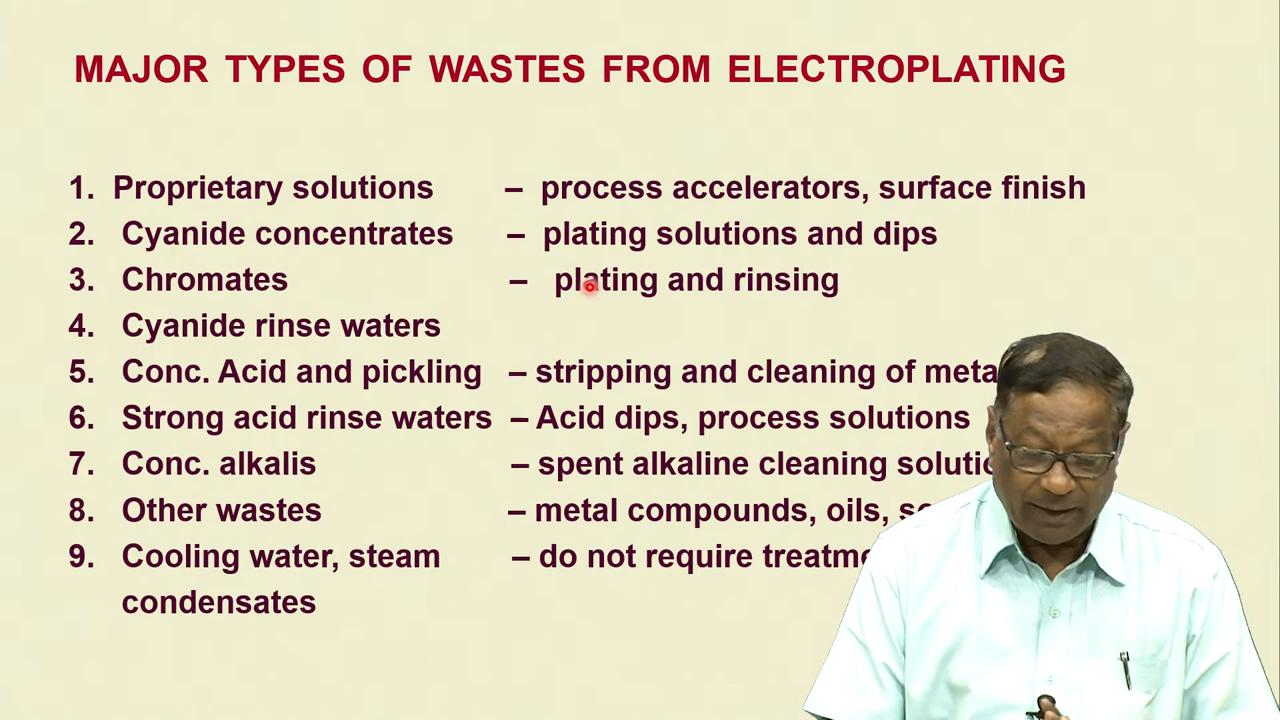 MAJOR TYPES OF WASTES FROM ELECTROPLATING
1. Proprietary solutions – process accelerators, surface finish
2. Cyanide concentrates – plating solutions and dips
3. Chromates – plating and rinsing
4. Cyanide rinse waters
5. Conc. Acid and pickling – stripping and cleaning of
6. Strong acid rinse waters – Acid dips, process solutions
7. Conc. alkalis – spent alkaline cleaning
8. Other wastes – metal compounds, oils,
9. Cooling water, steam – do not require
condensates